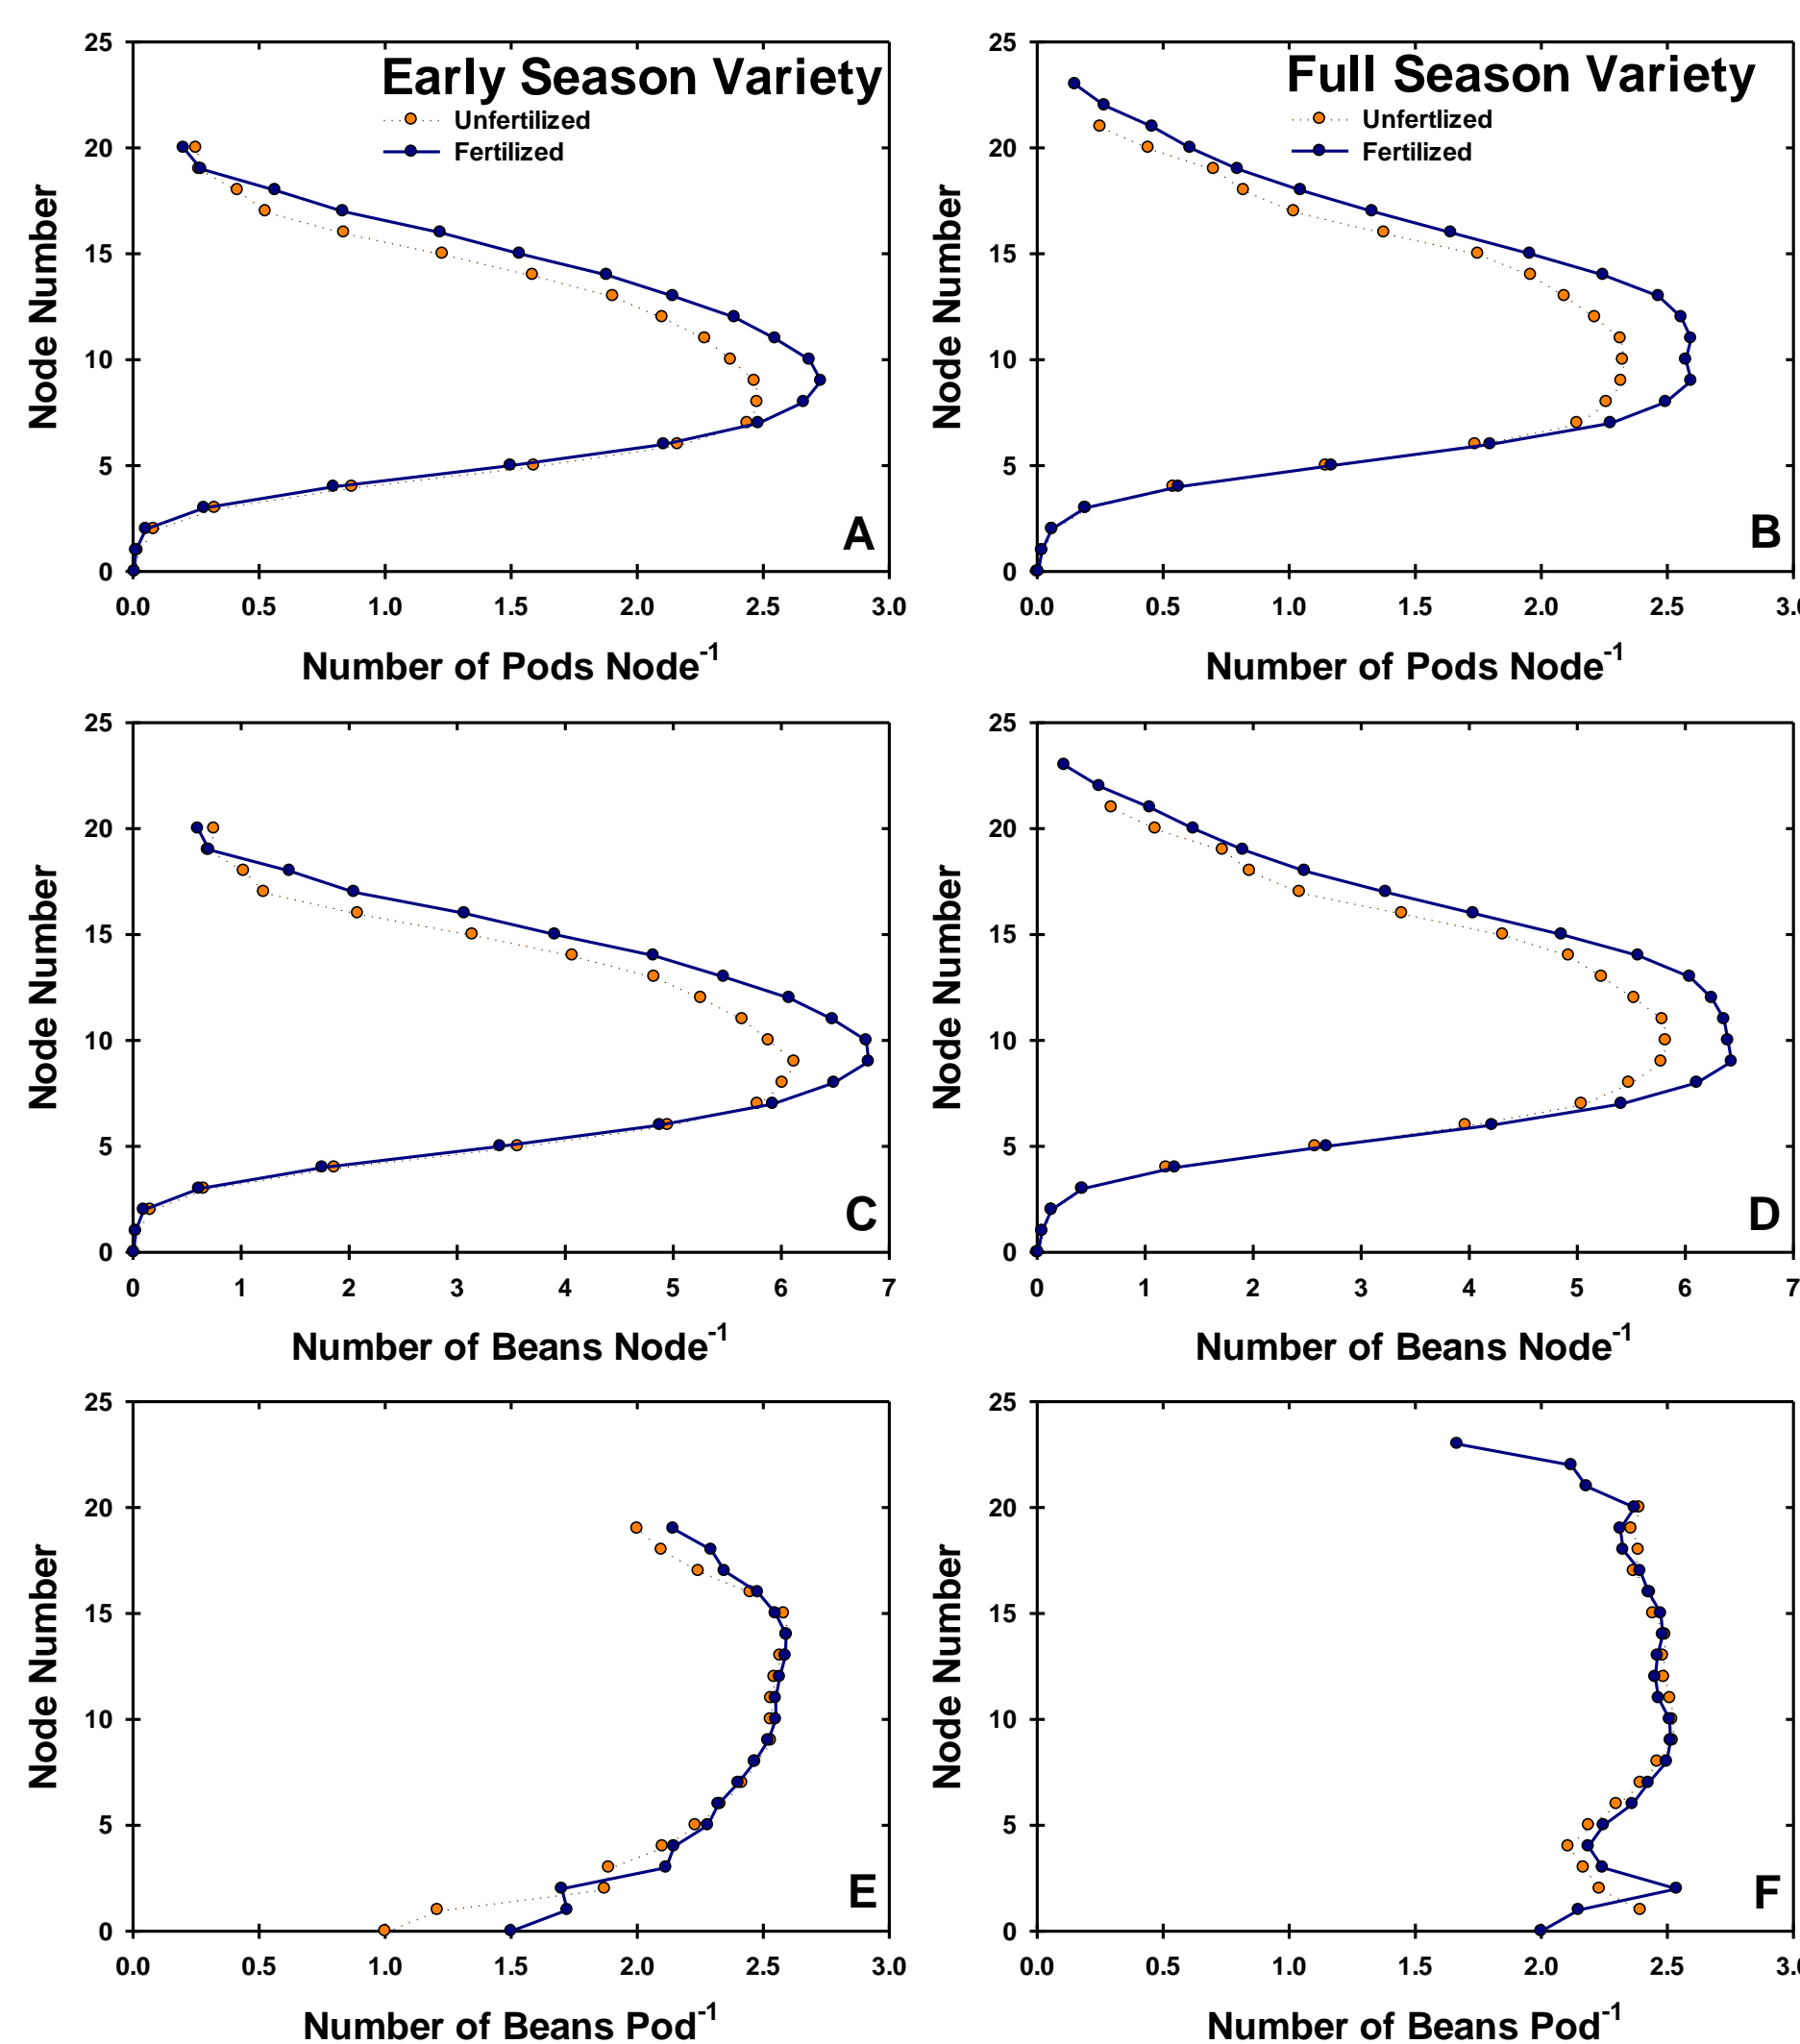 Early Season Variety
Unfertilized
Fertilized
25
20
15
10
5
0
Node Number
A
0.0 0.5 1.0 1.5 2.0 2.5 3.0
Number of Pods Node-1
Full Season Variety
Unfertlized
Fertilized
25
20
15
10
5
0
Node Number
B
0.0 0.5 1.0 1.5 2.0 2.5 3.0
Number of Pods Node-1
25
20
15
10
5
0
Node Number
C
0 1 2 3 4 5 6 7
Number of Beans Node-1
25
20
15
10
5
0
Node Number
D
0 1 2 3 4 5 6 7
Number of Beans Node-1
25
20
15
10
5
0
Node Number
E
0.0 0.5 1.0 1.5 2.0 2.5 3.0
Number of Beans Pod-1
25
20
15
10
5
0
Node Number
F
0.0 0.5 1.0 1.5 2.0 2.5 3.0
Number of Beans Pod-1